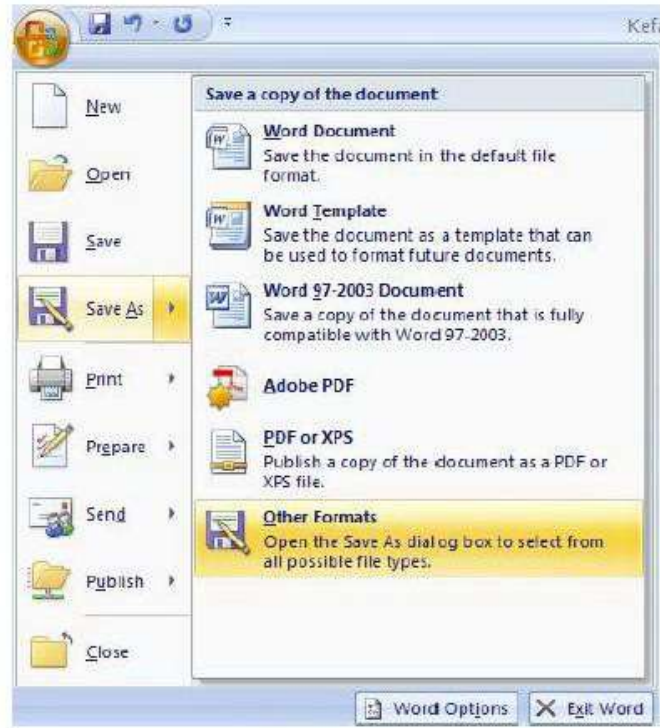 Kefa
New
Open
Save
Save As
Print
Prepare
Send
Publish
Close
Save a copy of the document
Word Document
Save the document in the default file
format.
Word Template
Save the document as a template that can
be used to format future documents.
Word 97-2003 Document
Save a copy of the document that is fully
compatible with Word 97-2003.
Adobe PDF
PDF or XPS
Publish a copy of the document as a PDF or
XPS file.
Other Formats
Open the Save As dialog box to select from
all possible file types.
Word Options
Exit Word